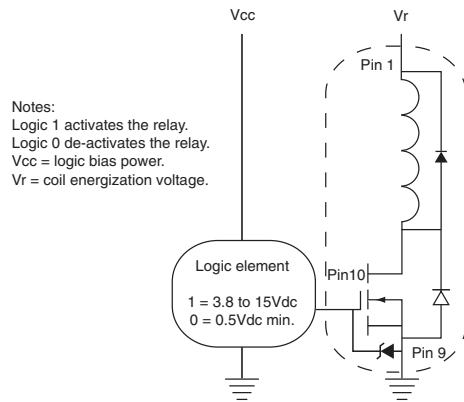 Vcc
Vr
Pin 1
Notes:
Logic 1 activates the relay.
Logic 0 de-activates the relay.
Vcc = logic bias power.
Vr = coil energization voltage.
Logic element
1 = 3.8 to 15Vdc
0 = 0.5Vdc min.
Pin10
Pin 9